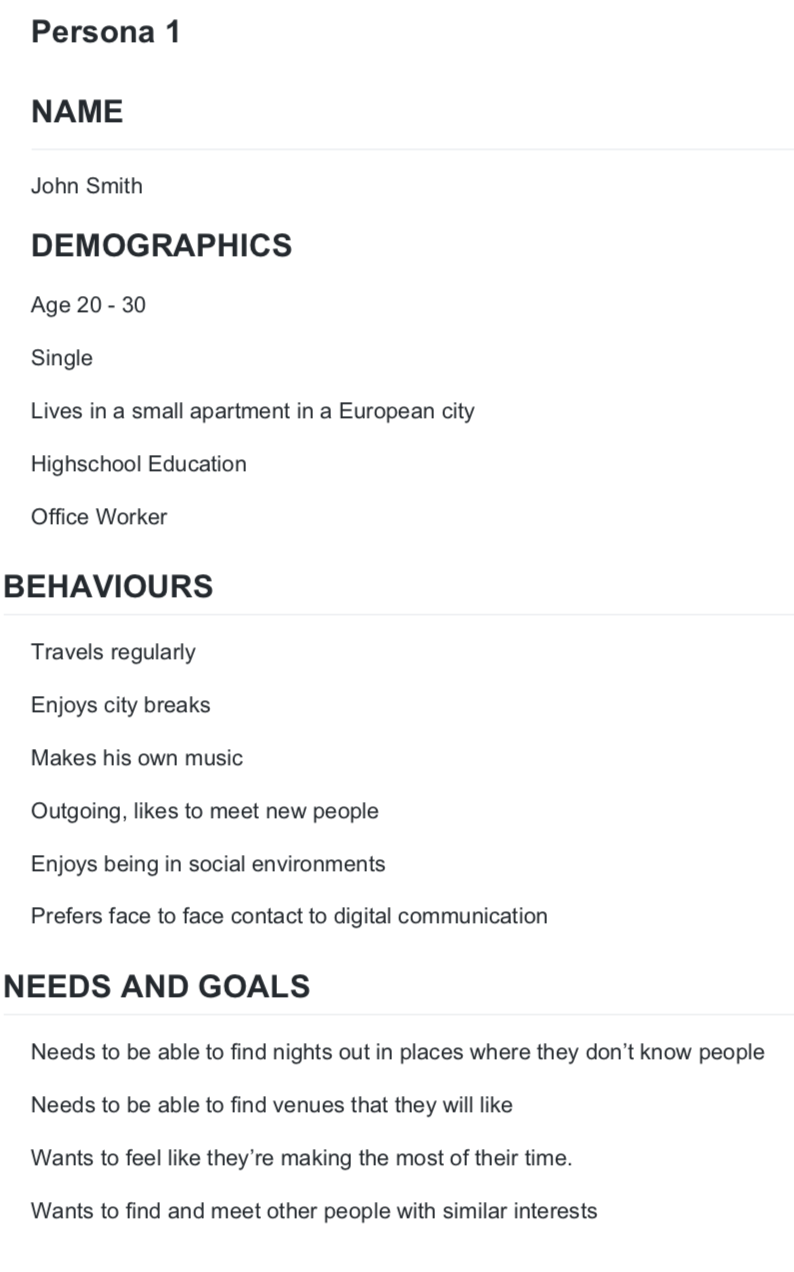 Persona 1
NAME
John Smith
DEMOGRAPHICS
Age 20 - 30
Single
Lives in a small apartment in a European city
Highschool Education
Office Worker
BEHAVIOURS
Travels regularly
Enjoys city breaks
Makes his own music
Outgoing, likes to meet new people
Enjoys being in social environments
Prefers face to face contact to digital communication
NEEDS AND GOALS
Needs to be able to find nights out in places where they don’t know people
Needs to be able to find venues that they will like
Wants to feel like they’re making the most of their time.
Wants to find and meet other people with similar interests